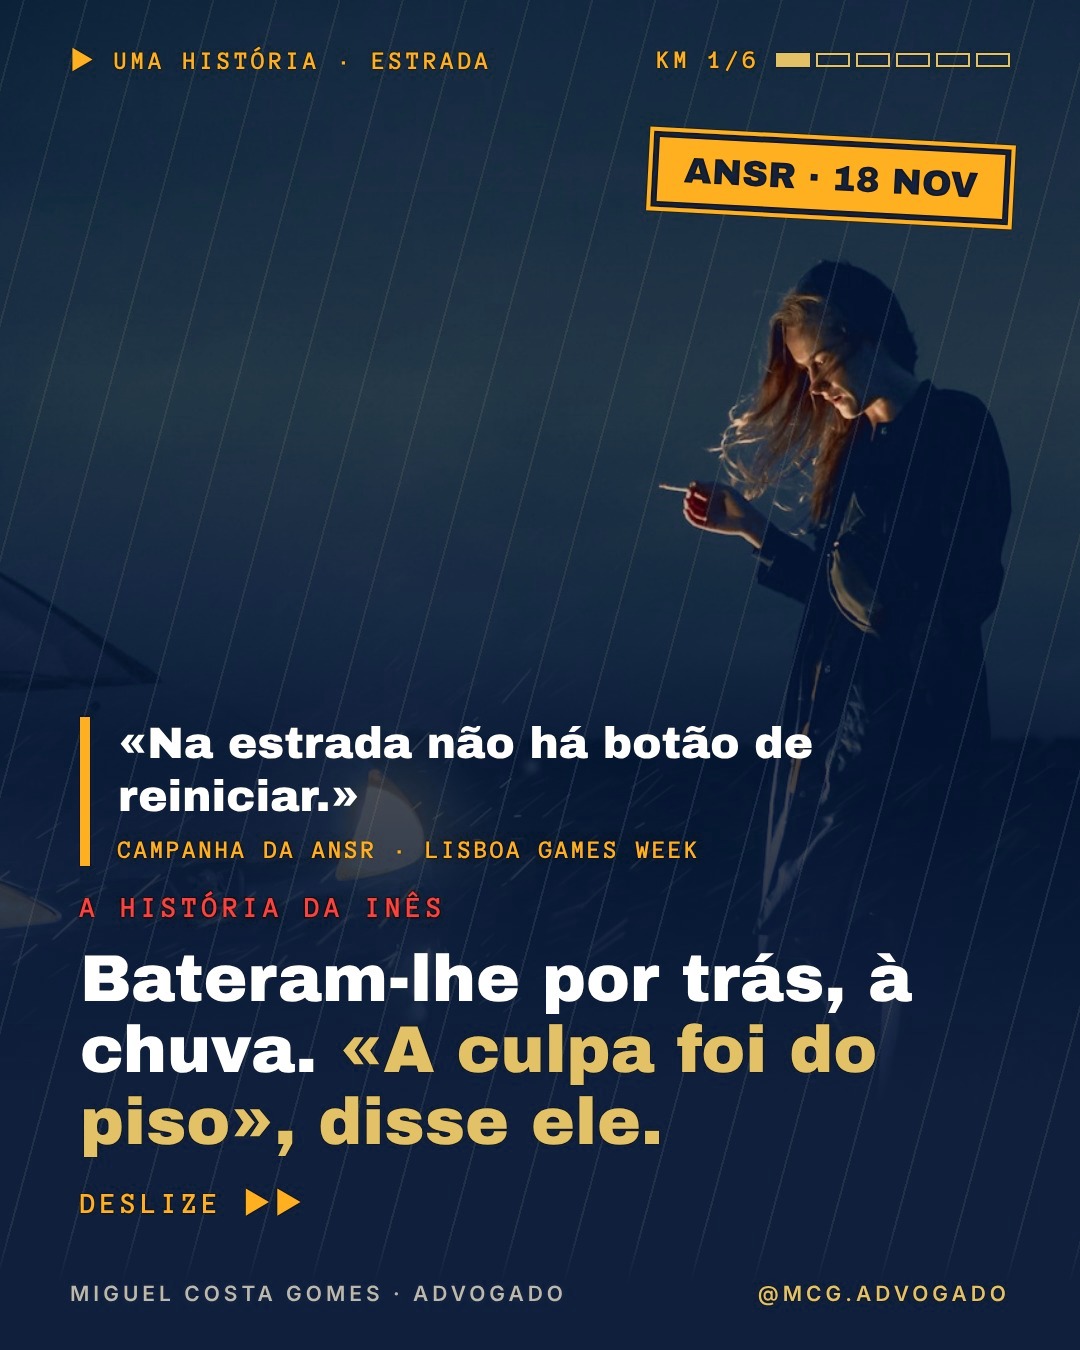 UMA HISTÓRIA · ESTRADA
KM 1/6
ANSR · 18 NOV
«Na estrada não há botão de
reiniciar.»
CAMPANHA DA ANSR · LISBOA GAMES WEEK
A HISTÓRIA DA INÊS
Bateram-lhe por trás, à
chuva. «A culpa foi do
piso», disse ele.
DESLIZE
MIGUEL COSTA GOMES · ADVOGADO
@MCG.ADVOGADO